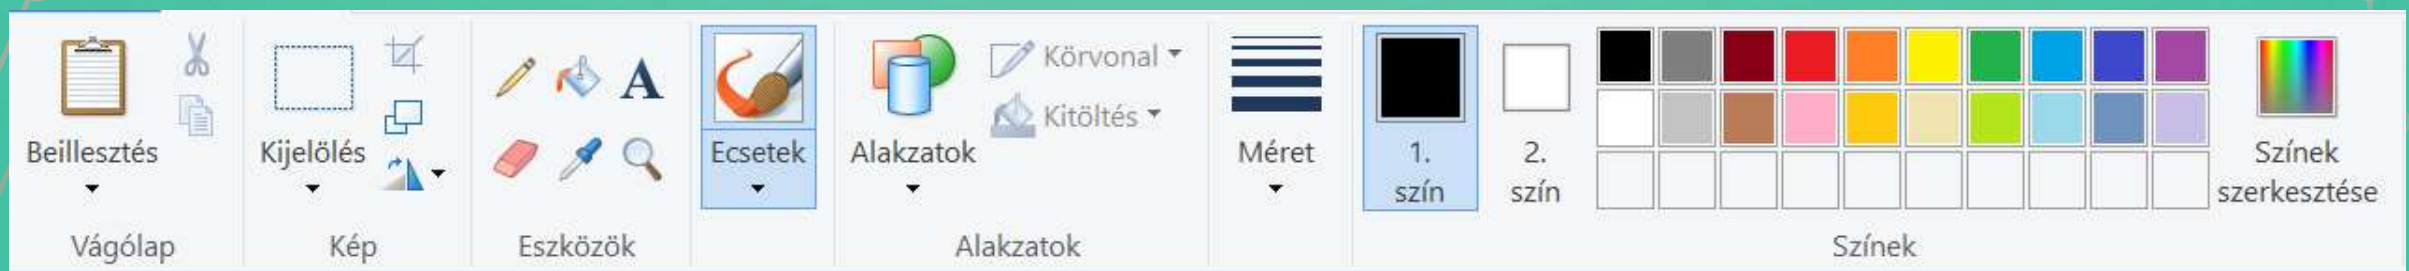 Beillesztés
Vágólap
Kijelölés
Kép
A
Eszközök
Ecsetek
Alakzatok
Körvonal
Kitöltés
Alakzatok
Méret
1.
szín
2.
szín
Színek
szerkesztése
Színek